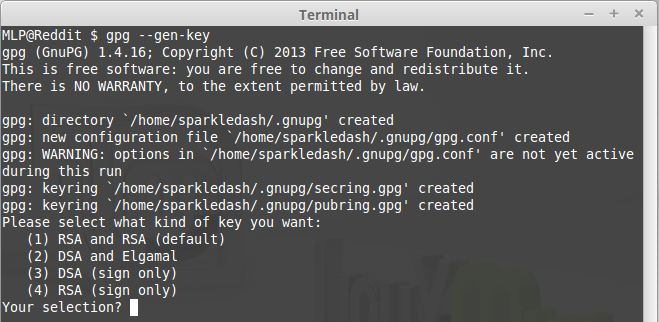 Terminal
MLP@Reddit $ gpg --gen-key
gpg (GnuPG) 1.4.16; Copyright (C) 2013 Free Software Foundation, Inc.
This is free software: you are free to change and redistribute it.
There is NO WARRANTY, to the extent permitted by law.
gpg: directory `/home/sparkledash/.gnupg' created
gpg: new configuration file `/home/sparkledash/.gnupg/gpg.conf' created
gpg: WARNING: options in `/home/sparkledash/.gnupg/gpg.conf' are not yet active
during this run
gpg: keyring `/home/sparkledash/.gnupg/secring.gpg' created
gpg: keyring `/home/sparkledash/.gnupg/pubring.gpg' created
Please select what kind of key you want:
(1) RSA and RSA (default)
(2) DSA and Elgamal
(3) DSA (sign only)
(4) RSA (sign only)
Your selection?